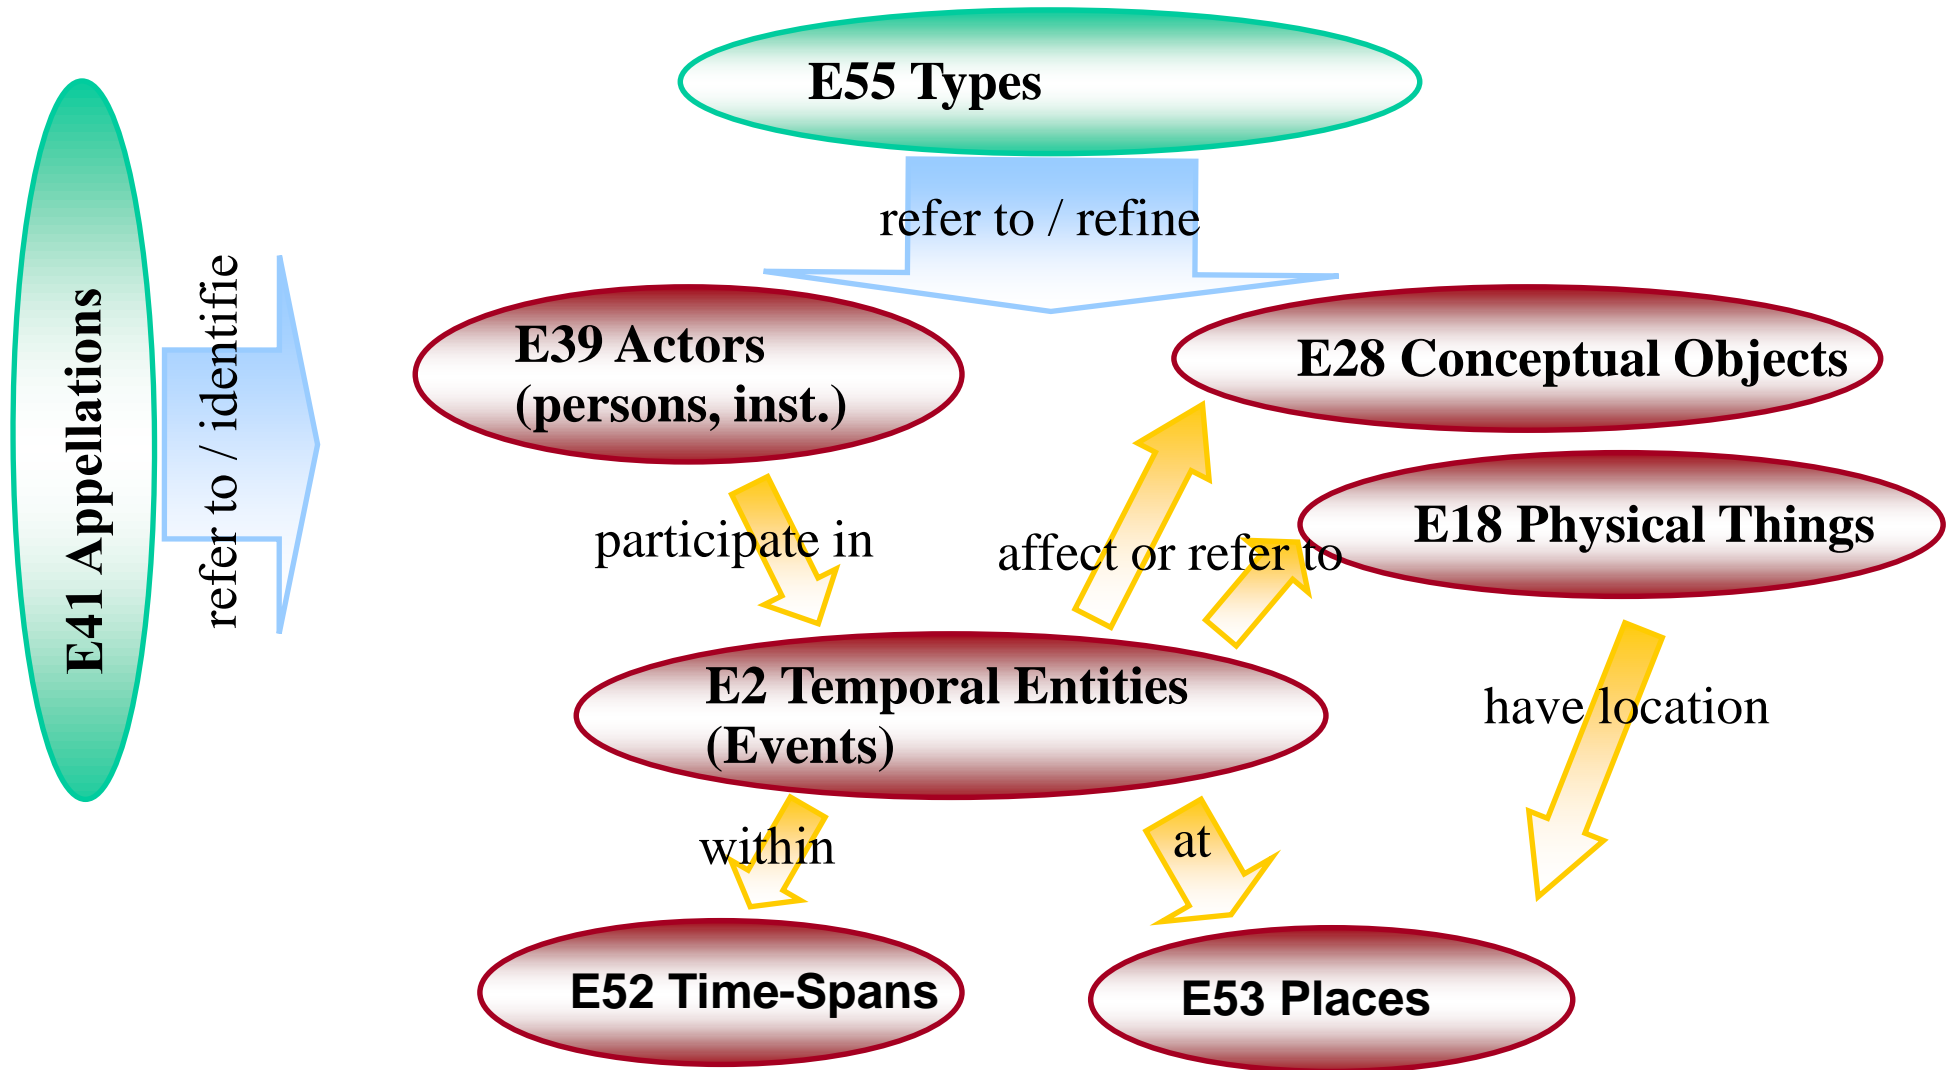 E55 Types
refer to / refine
E41 Appellations
refer to / identifie
E39 Actors
(persons, inst.)
E28 Conceptual Objects
E18 Physical Things
participate in
affect or refer to
E2 Temporal Entities
(Events)
have location
within
at
E52 Time-Spans
E53 Places